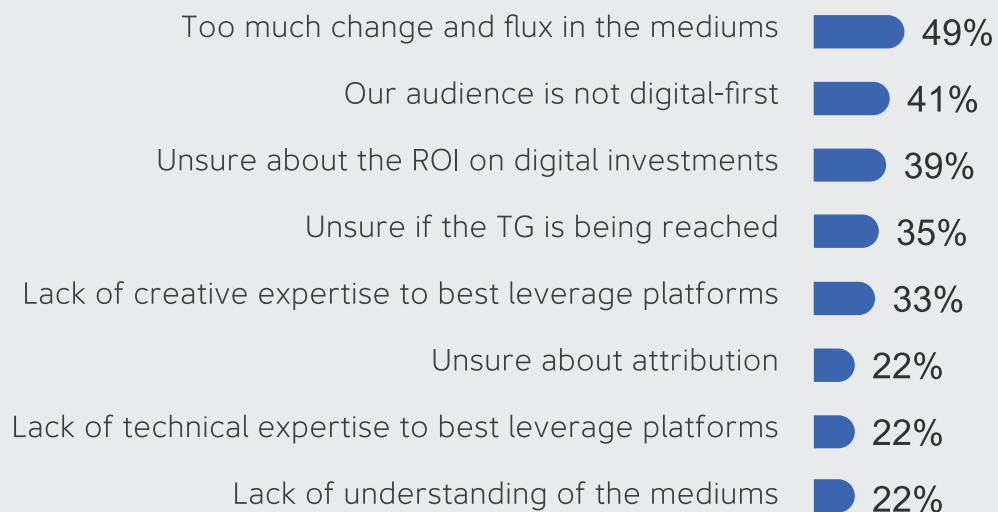 Too much change and flux in the mediums 49%
Our audience is not digital-first 41%
Unsure about the ROI on digital investments 39%
Unsure if the TG is being reached 35%
Lack of creative expertise to best leverage platforms 33%
Unsure about attribution 22%
Lack of technical expertise to best leverage platforms 22%
Lack of understanding of the mediums 22%